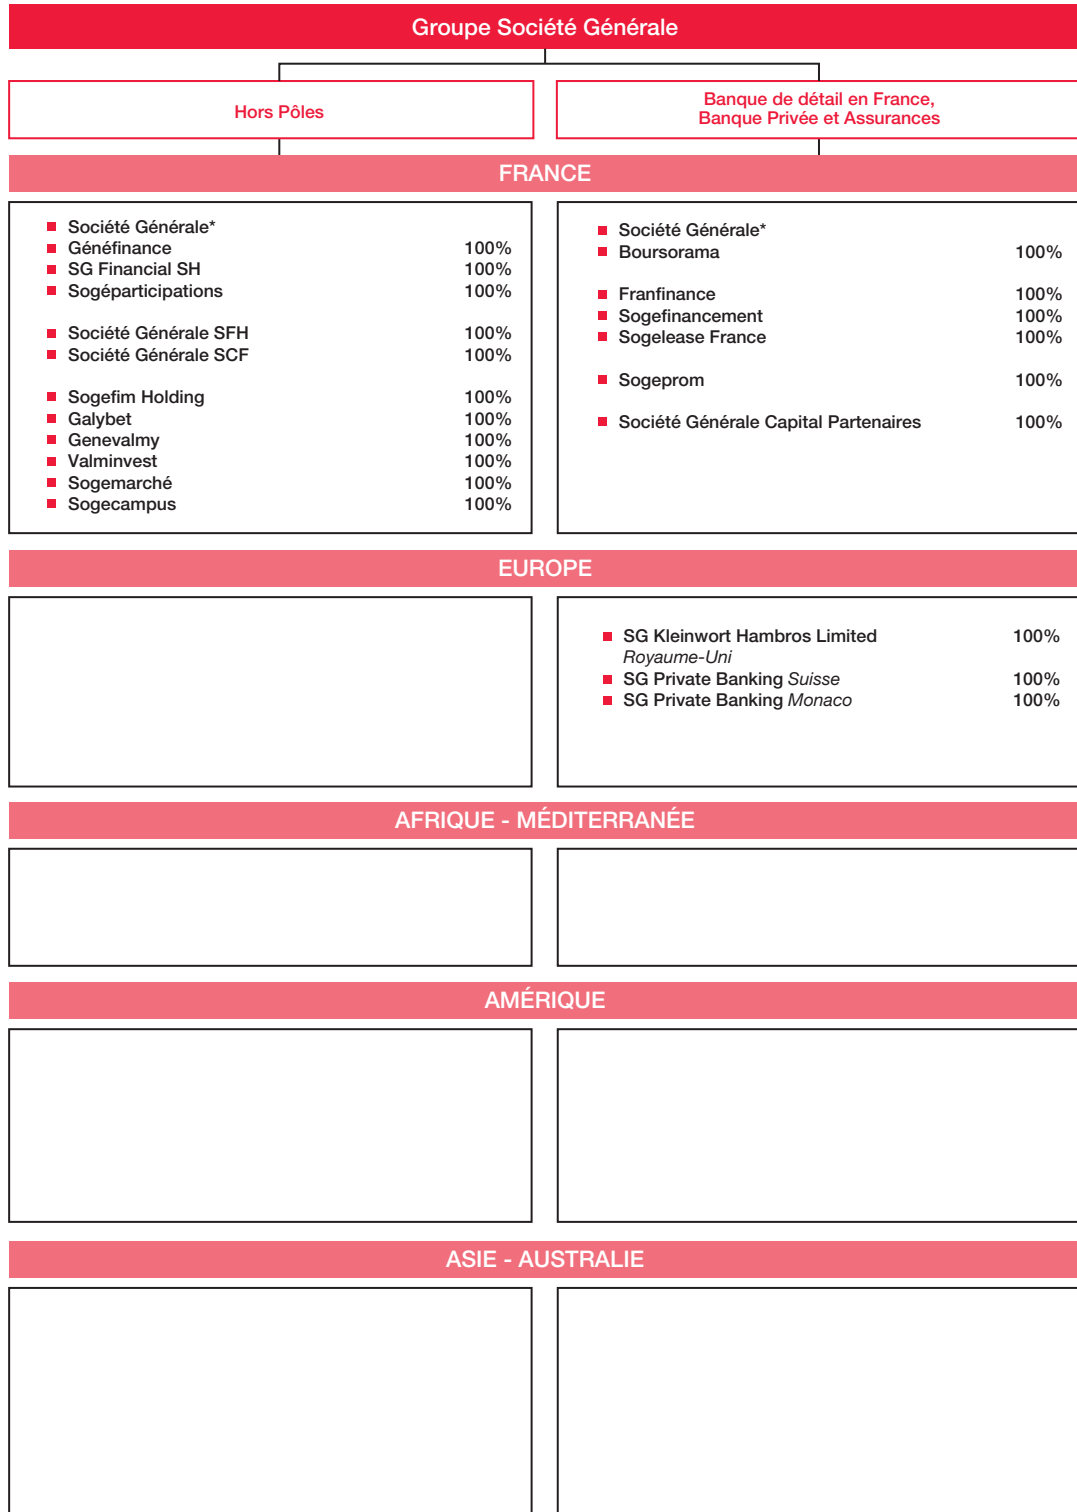 Groupe Société Générale
Hors Pôles
Banque de détail en France,
Banque Privée et Assurances
FRANCE
Société Générale*
Générfinance 100%
SG Financial SH 100%
Sogéparticipations 100%
Société Générale SFH 100%
Société Générale SCF 100%
Sogefim Holding 100%
Galybet 100%
Genevalmy 100%
Valminvest 100%
Sogemarché 100%
Sogecampus 100%
Société Générale*
Boursorama 100%
Franfinance 100%
Sogefinancement 100%
Sogelease France 100%
Sogeprom 100%
Société Générale Capital Partenaires 100%
EUROPE
SG Kleinwort Hambros Limited 100%
Royaume-Uni
SG Private Banking Suisse 100%
SG Private Banking Monaco 100%
AFRIQUE - MÉDITERRANÉE
AMÉRIQUE
ASIE - AUSTRALIE